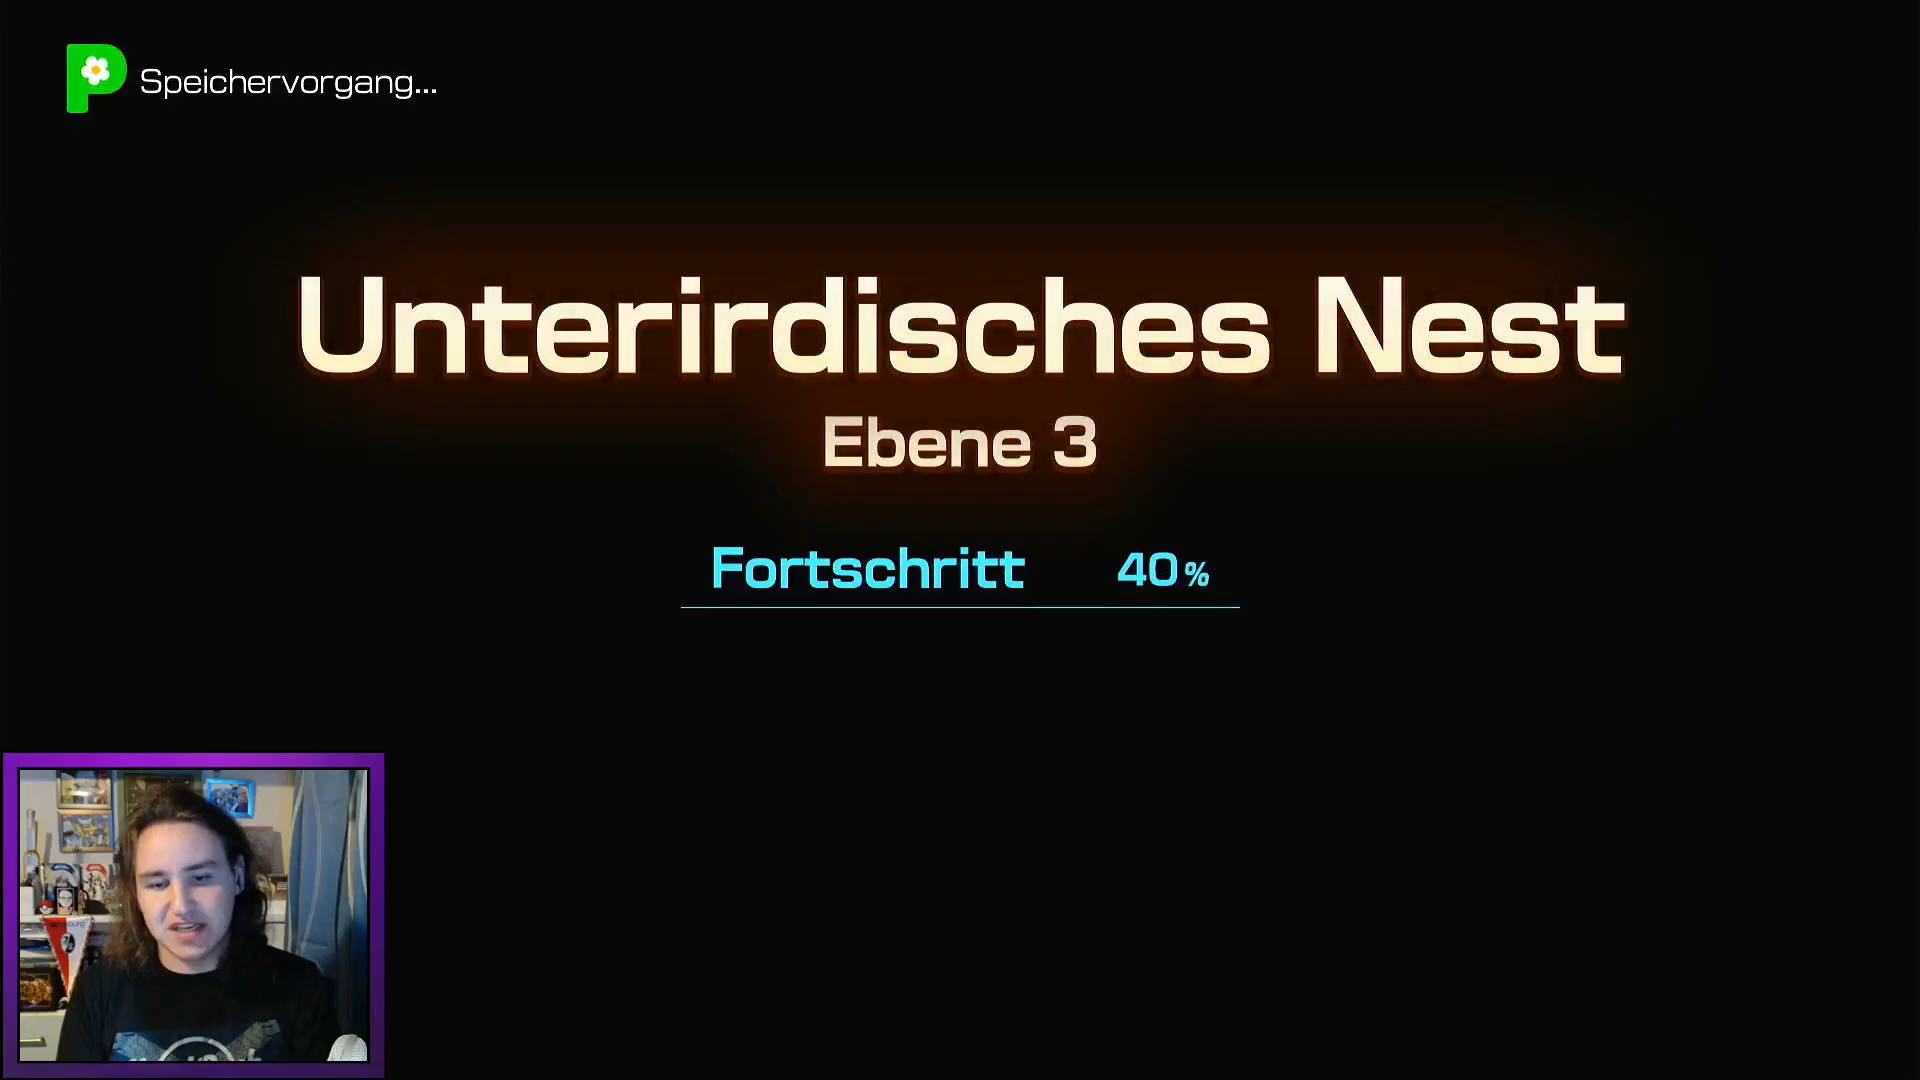 P Speichervorgang...
Unterirdisches Nest
Ebene 3
Fortschritt 40%